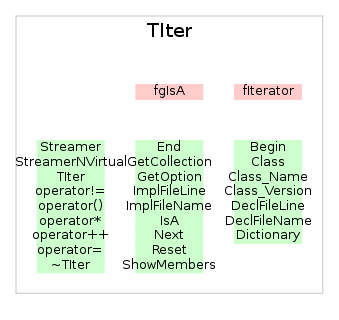 TIter
fgIsA
fIterator
Streamer
StreamerNVirtual
TIter
operator!=
operator()
operator*
operator++
operator=
~TIter
End
GetCollection
GetOption
ImplFileLine
ImplFileName
IsA
Next
Reset
ShowMembers
Begin
Class
Class_Name
Class_Version
DeclFileLine
DeclFileName
Dictionary